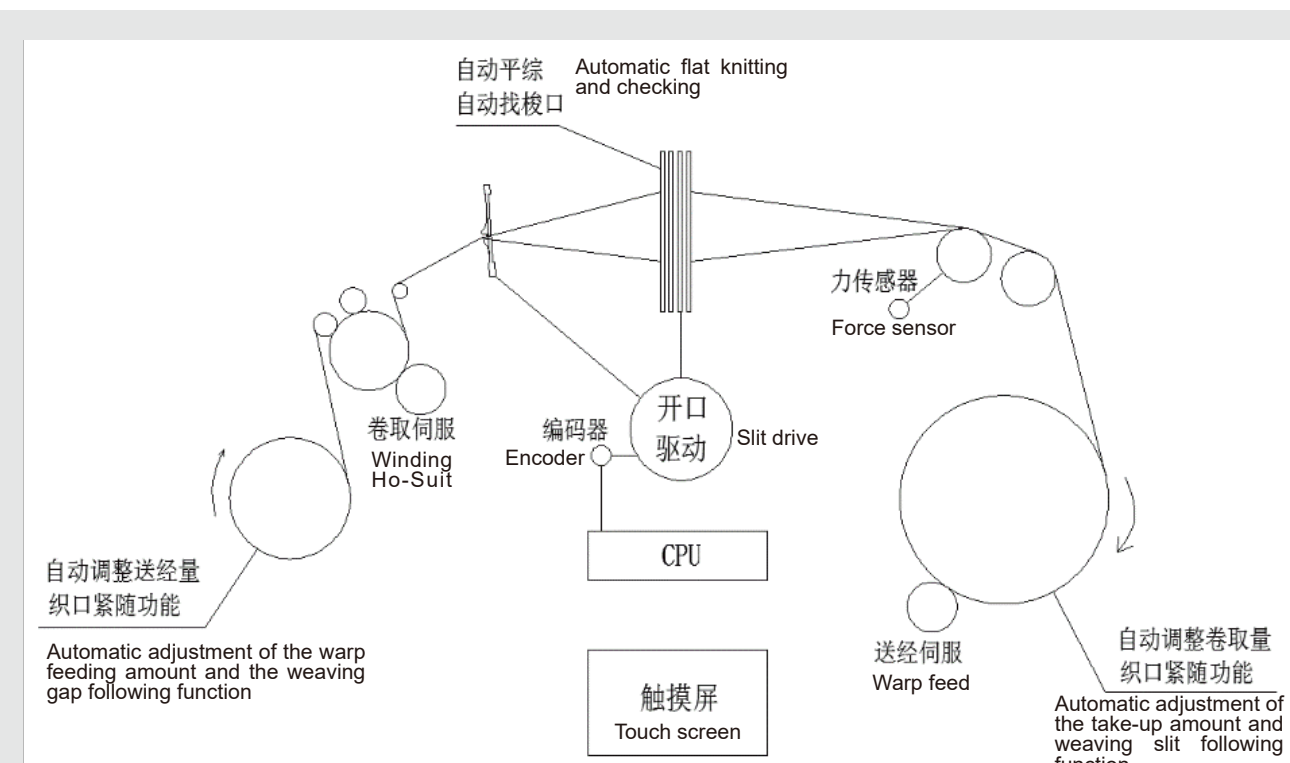 自动平综
自动找梭口
Automatic flat knitting
and checking
力传感器
Force sensor
开口
驱动
Slit drive
编码器
Encoder
卷取伺服
Winding
Ho-Suit
CPU
自动调整送经量
织口紧随功能
Automatic adjustment of the warp
feeding amount and the weaving
gap following function
送经伺服
Warp feed
自动调整卷取量
织口紧随功能
Automatic adjustment of
the take-up amount and
weaving slit following
function
触摸屏
Touch screen